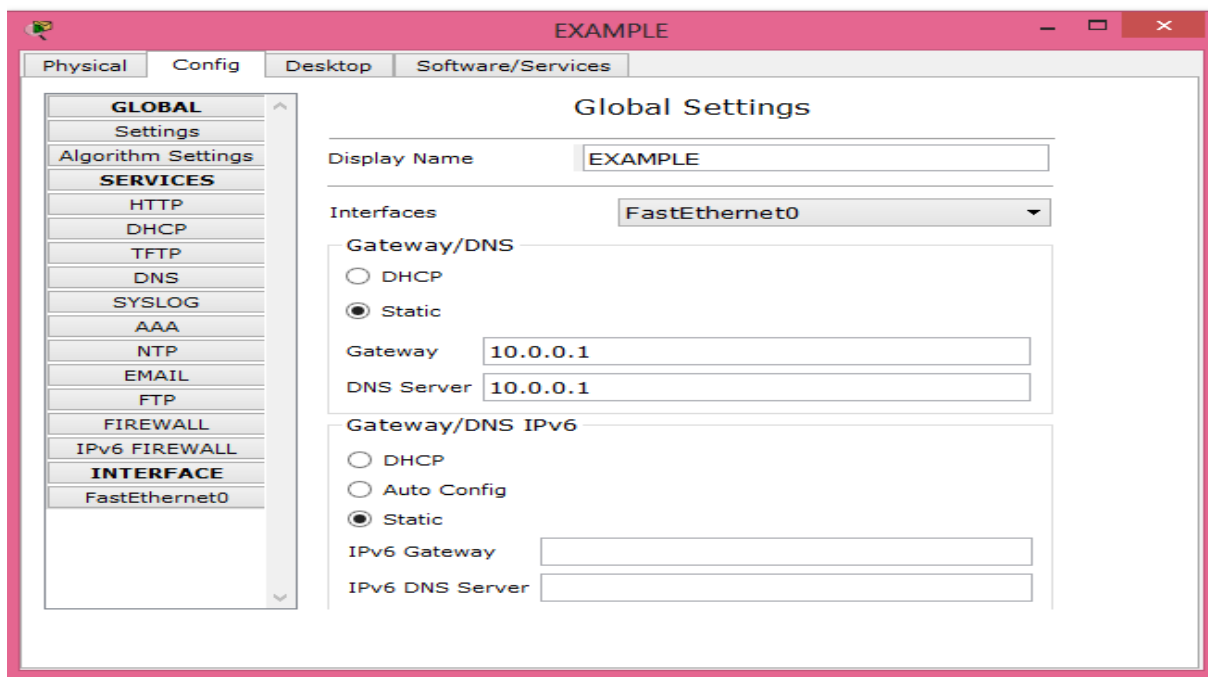 EXAMPLE
Physical Config Desktop Software/Services
GLOBAL
Settings
Algorithm Settings
SERVICES
HTTP
DHCP
TFTP
DNS
SYSLOG
AAA
NTP
EMAIL
FTP
FIREWALL
IPv6 FIREWALL
INTERFACE
FastEthernet0
Global Settings
Display Name EXAMPLE
Interfaces FastEthernet0
Gateway/DNS
DHCP
Static
Gateway 10.0.0.1
DNS Server 10.0.0.1
Gateway/DNS IPv6
DHCP
Auto Config
Static
IPv6 Gateway
IPv6 DNS Server